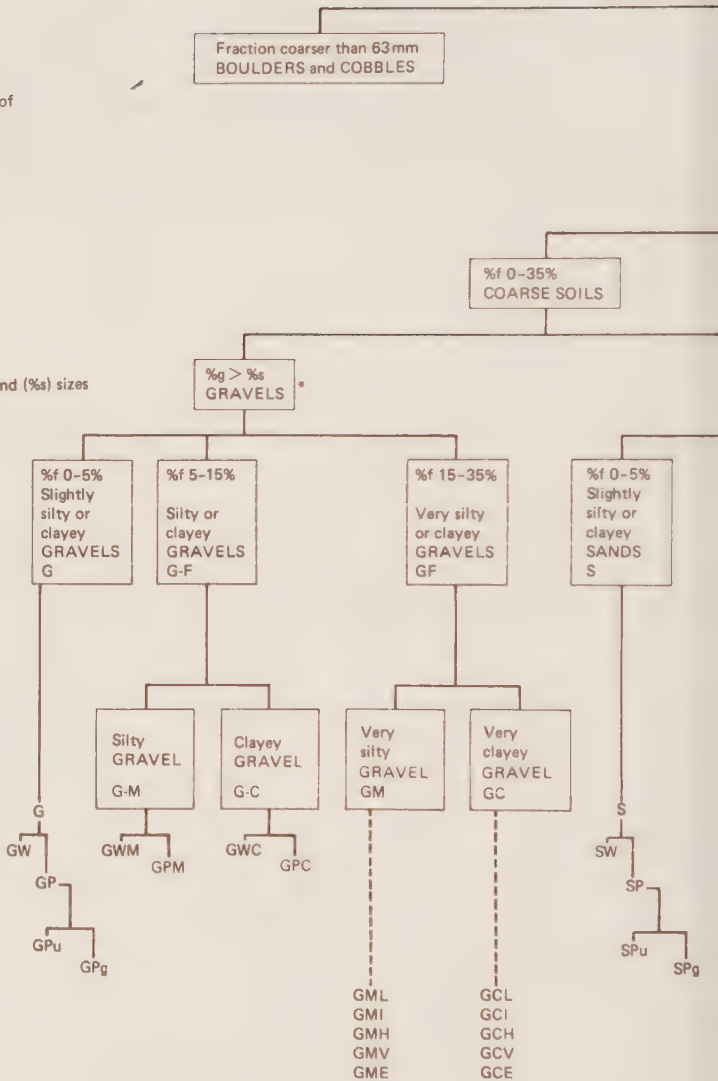 Fraction coarser than 63mm
BOULDERS and COBBLES
of
%f 0-35%
COARSE SOILS
%g > %s
GRAVELS
*
nd (%s) sizes
%f 0-5%
Slightly
silty or
clayey
GRAVELS
G
%f 5-15%
Silty or
clayey
GRAVELS
G-F
%f 15-35%
Very silty
or clayey
GRAVELS
GF
%f 0-5%
Slightly
silty or
clayey
SANDS
S
Silty
GRAVEL
G-M
Clayey
GRAVEL
G-C
Very
silty
GRAVEL
GM
Very
clayey
GRAVEL
GC
G
GW
GP
GPu
GPg
GWM
GPM
GWC
GPC
GML
GMI
GMH
GMV
GME
GCL
GCI
GCH
GCV
GCE
S
SW
SP
SPu
SPg